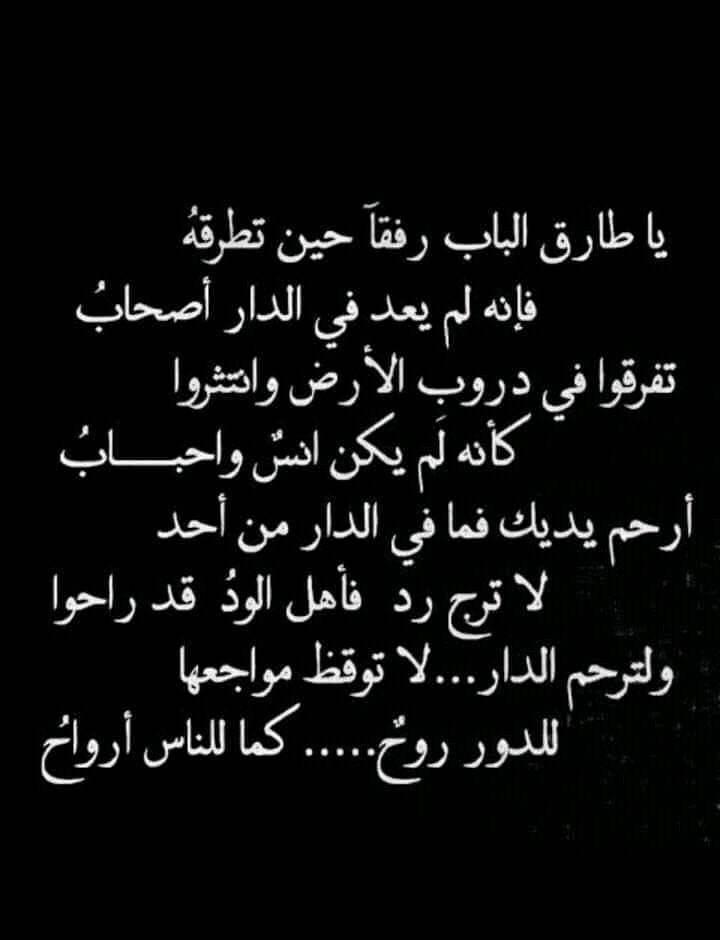 يا طارق الباب رفقاَ حين تطرقهُ
فإنه لم يعد في الدار أصحابُ
تفرقوا في دروب الأرض وانتثروا
كأنه لَم يكن انسٌ واحبـــابُ
أرحم يديك فما في الدار من أحد
لا ترج رد فأهل الودُ قد راحوا
ولترحم الدار...لا توقظ مواجعها
للدور روحٌ..... كما للناس أرواحُ